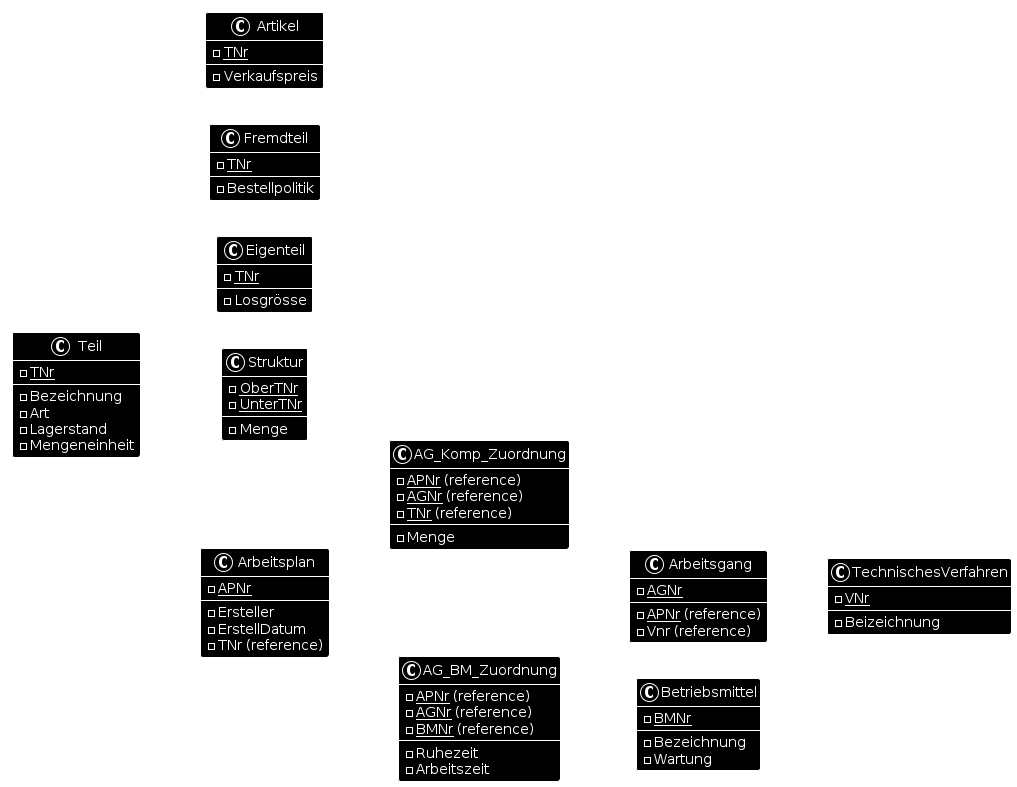 C Artikel
TNr
Verkaufspreis
C Fremdteil
TNr
Bestellpolitik
C Eigenteil
TNr
Losgrösse
C Teil
TNr
Bezeichnung
Art
Lagerstand
Mengeneinheit
C Struktur
OberTNr
UnterTNr
Menge
C AG_Komp_Zuordnung
APNr (reference)
AGNr (reference)
TNr (reference)
Menge
C Arbeitsplan
APNr
Ersteller
ErstellDatum
TNr (reference)
C Arbeitsgang
AGNr
APNr (reference)
Vnr (reference)
C TechnischesVerfahren
VNr
Beizeichnung
C AG_BM_Zuordnung
APNr (reference)
AGNr (reference)
BMNr (reference)
Ruhezeit
Arbeitszeit
C Betriebsmittel
BMNr
Bezeichnung
Wartung